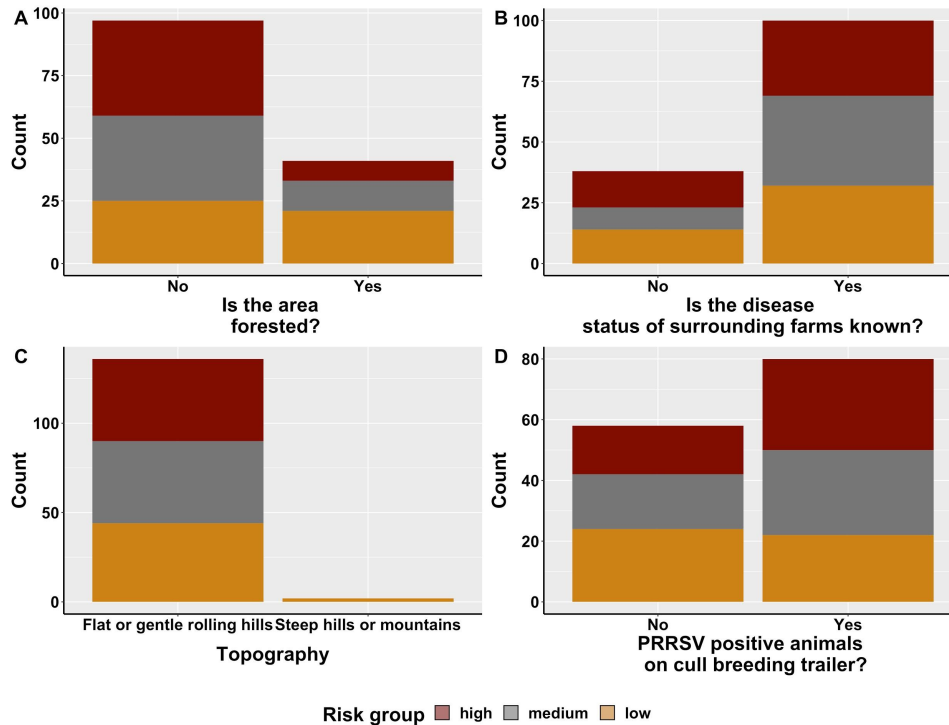 A
100
75
50
25
0
Count
No
Yes
Is the area
forested?
B
100
75
50
25
0
Count
No
Yes
Is the disease
status of surrounding farms known?
C
100
50
0
Count
Flat or gentle rolling hills
Steep hills or mountains
Topography
D
80
60
40
20
0
Count
No
Yes
PRRSV positive animals
on cull breeding trailer?
Risk group high medium low